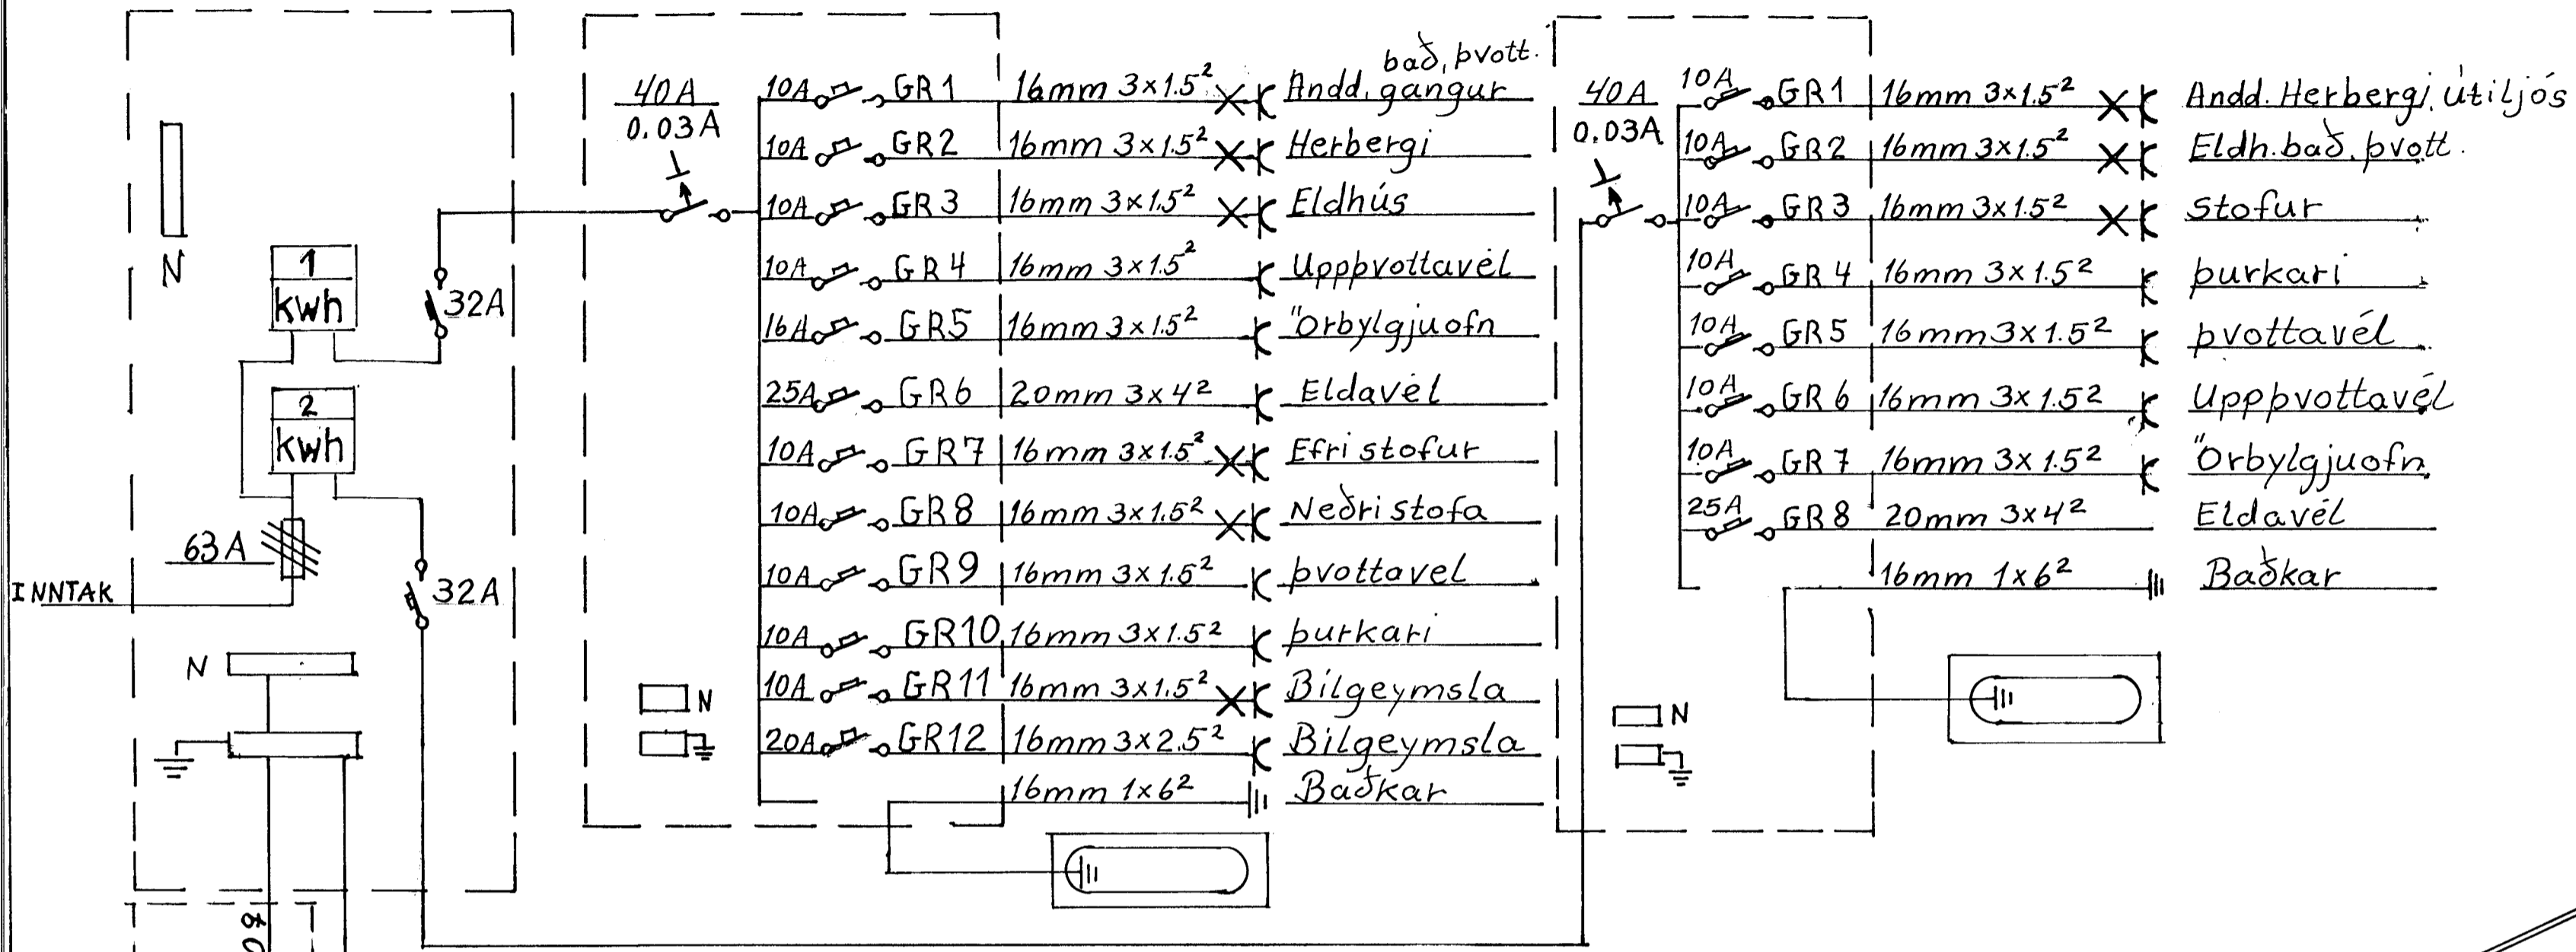 N
1
kwh
32A
2
kwh
63A
INNTAK
32A
N
40A
0.03A
bað, þvott.
10A GR1 16mm 3x1.5² Andd. gangur
10A GR2 16mm 3x1.5² Herbergi
10A GR3 16mm 3x1.5² Eldhús
10A GR4 16mm 3x1.5² Uppþvottavél
16A GR5 16mm 3x1.5² Örbylgjuofn
25A GR6 20mm 3x4² Eldavél
10A GR7 16mm 3x1.5² Efri stofur
10A GR8 16mm 3x1.5² Neðri stofa
10A GR9 16mm 3x1.5² þvottavel
10A GR10 16mm 3x1.5² þurkari
10A GR11 16mm 3x1.5² Bílgeymsla
20A GR12 16mm 3x2.5² Bílgeymsla
16mm 1x6² Baðkar
N
40A
0.03A
10A GR1 16mm 3x1.5² Andd. Herbergi, útiljós
10A GR2 16mm 3x1.5² Eldh. bað. þvott.
10A GR3 16mm 3x1.5² stofur
10A GR4 16mm 3x1.5² þurkari
10A GR5 16mm 3x1.5² þvottavél
10A GR6 16mm 3x1.5² Uppþvottavél
10A GR7 16mm 3x1.5² Örbylgjuofn
25A GR8 20mm 3x4² Eldavél
16mm 1x6² Baðkar
N